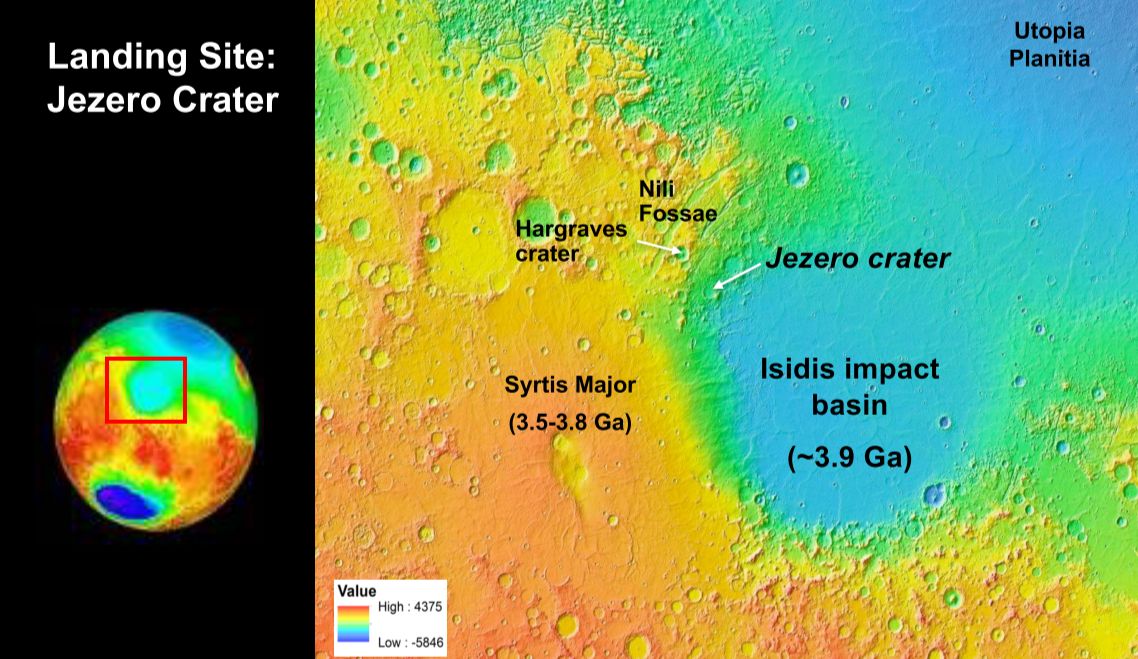 Landing Site:
Jezero Crater
Utopia
Planitia
Nili
Fossae
Hargraves
crater
Jezero crater
Isidis impact
basin
(~3.9 Ga)
Syrtis Major
(3.5-3.8 Ga)
Value
High : 4375
Low : -5846